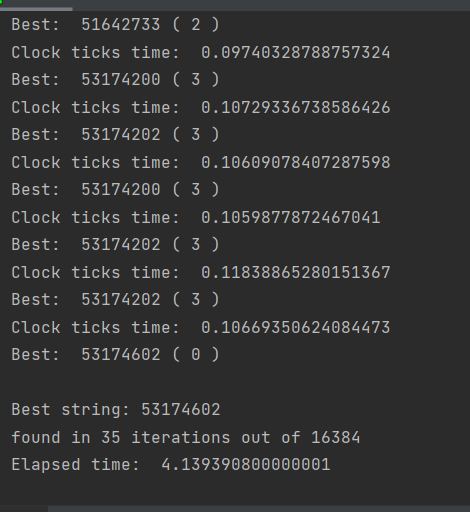 Best:  51642733 ( 2 )
Clock ticks time:  0.09740328788757324
Best:  53174200 ( 3 )
Clock ticks time:  0.10729336738586426
Best:  53174202 ( 3 )
Clock ticks time:  0.10609078407287598
Best:  53174200 ( 3 )
Clock ticks time:  0.1059877872467041
Best:  53174202 ( 3 )
Clock ticks time:  0.11838865280151367
Best:  53174202 ( 3 )
Clock ticks time:  0.10669350624084473
Best:  53174602 ( 0 )
Best string: 53174602
found in 35 iterations out of 16384
Elapsed time:  4.139390800000001